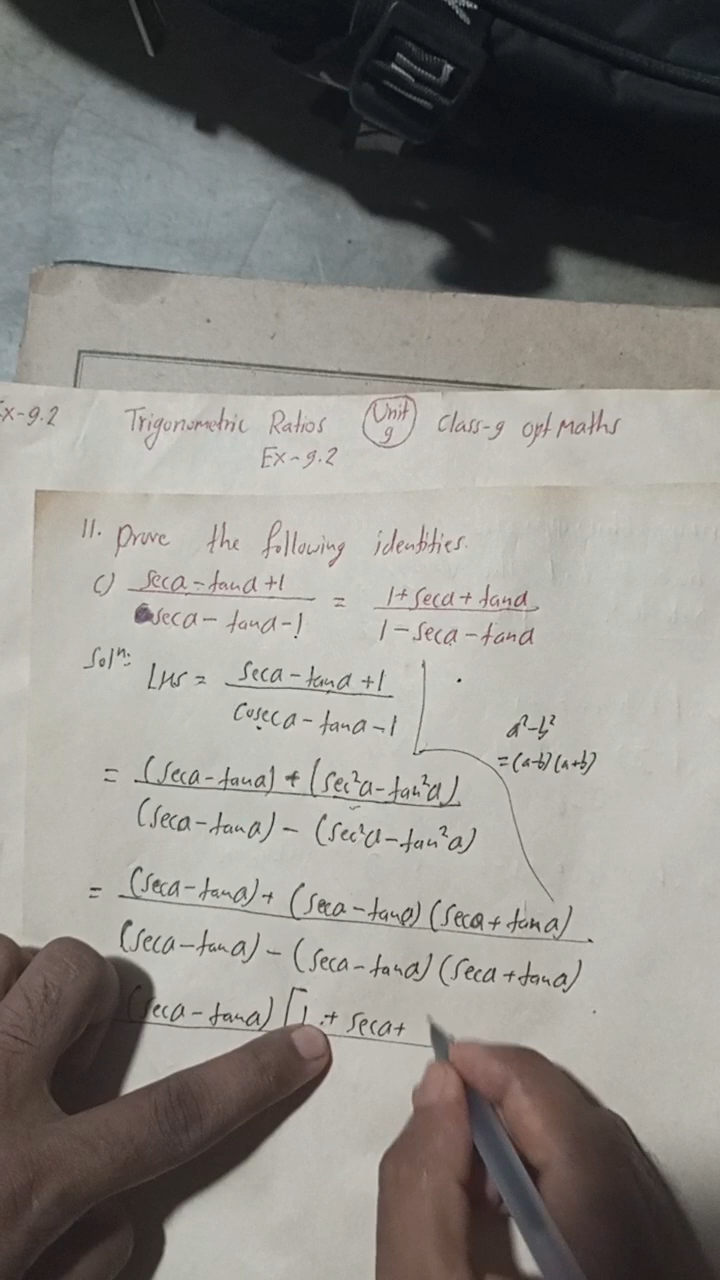 Ex-9.2 Trigonometric Ratios Unit 9 Class-9 opt Maths
Ex-9.2
11. prove the following identities.
c) (seca-tana+1)/(seca-tana-1) = (1+seca+tana)/(1-seca-tana)
Solⁿ: LHS = (seca-tana+1)/(coseca-tana-1)
a²-b²
=(a-b)(a+b)
= ((seca-tana)+(sec²a-tan²a))/((seca-tana)-(sec²a-tan²a))
= ((seca-tana)+(seca-tana)(seca+tana))/((seca-tana)-(seca-tana)(seca+tana))
(seca-tana)[1+seca+